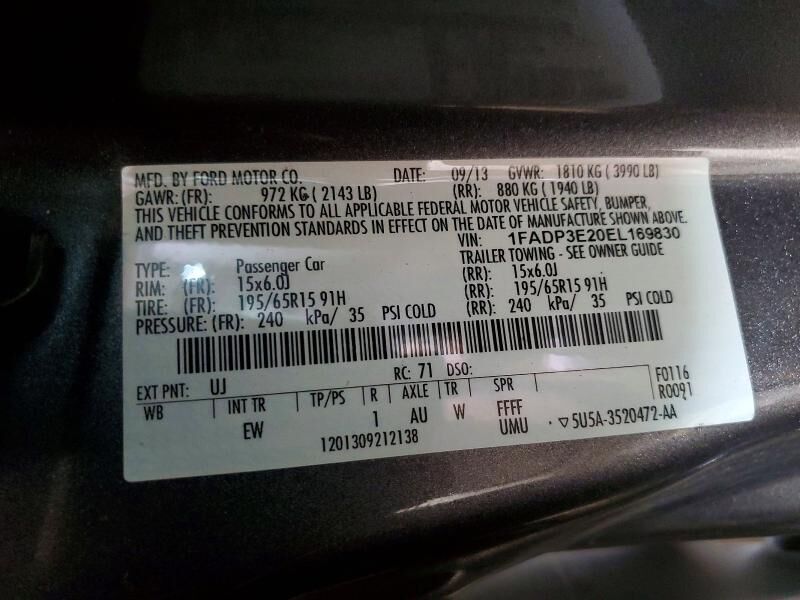 MFD. BY FORD MOTOR CO. DATE: 09/13 GVWR: 1810 KG ( 3990 LB)
GAWR: (FR): 972 KG ( 2143 LB) (RR): 880 KG ( 1940 LB)
THIS VEHICLE CONFORMS TO ALL APPLICABLE FEDERAL MOTOR VEHICLE SAFETY, BUMPER,
AND THEFT PREVENTION STANDARDS IN EFFECT ON THE DATE OF MANUFACTURE SHOWN ABOVE.
VIN: 1FADP3E20EL169830
TYPE: Passenger Car TRAILER TOWING - SEE OWNER GUIDE
RIM: (FR): 15x6.0J (RR): 15x6.0J
TIRE: (FR): 195/65R15 91H (RR): 195/65R15 91H
PRESSURE: (FR): 240 kPa/ 35 PSI COLD (RR): 240 kPa/ 35 PSI COLD
EXT PNT: UJ RC: 71 DSO: F0116
WB INT TR TP/PS R AXLE TR SPR R0091
EW 1 AU W FFFF
UMU
1201309212138 ▽5U5A-3520472-AA